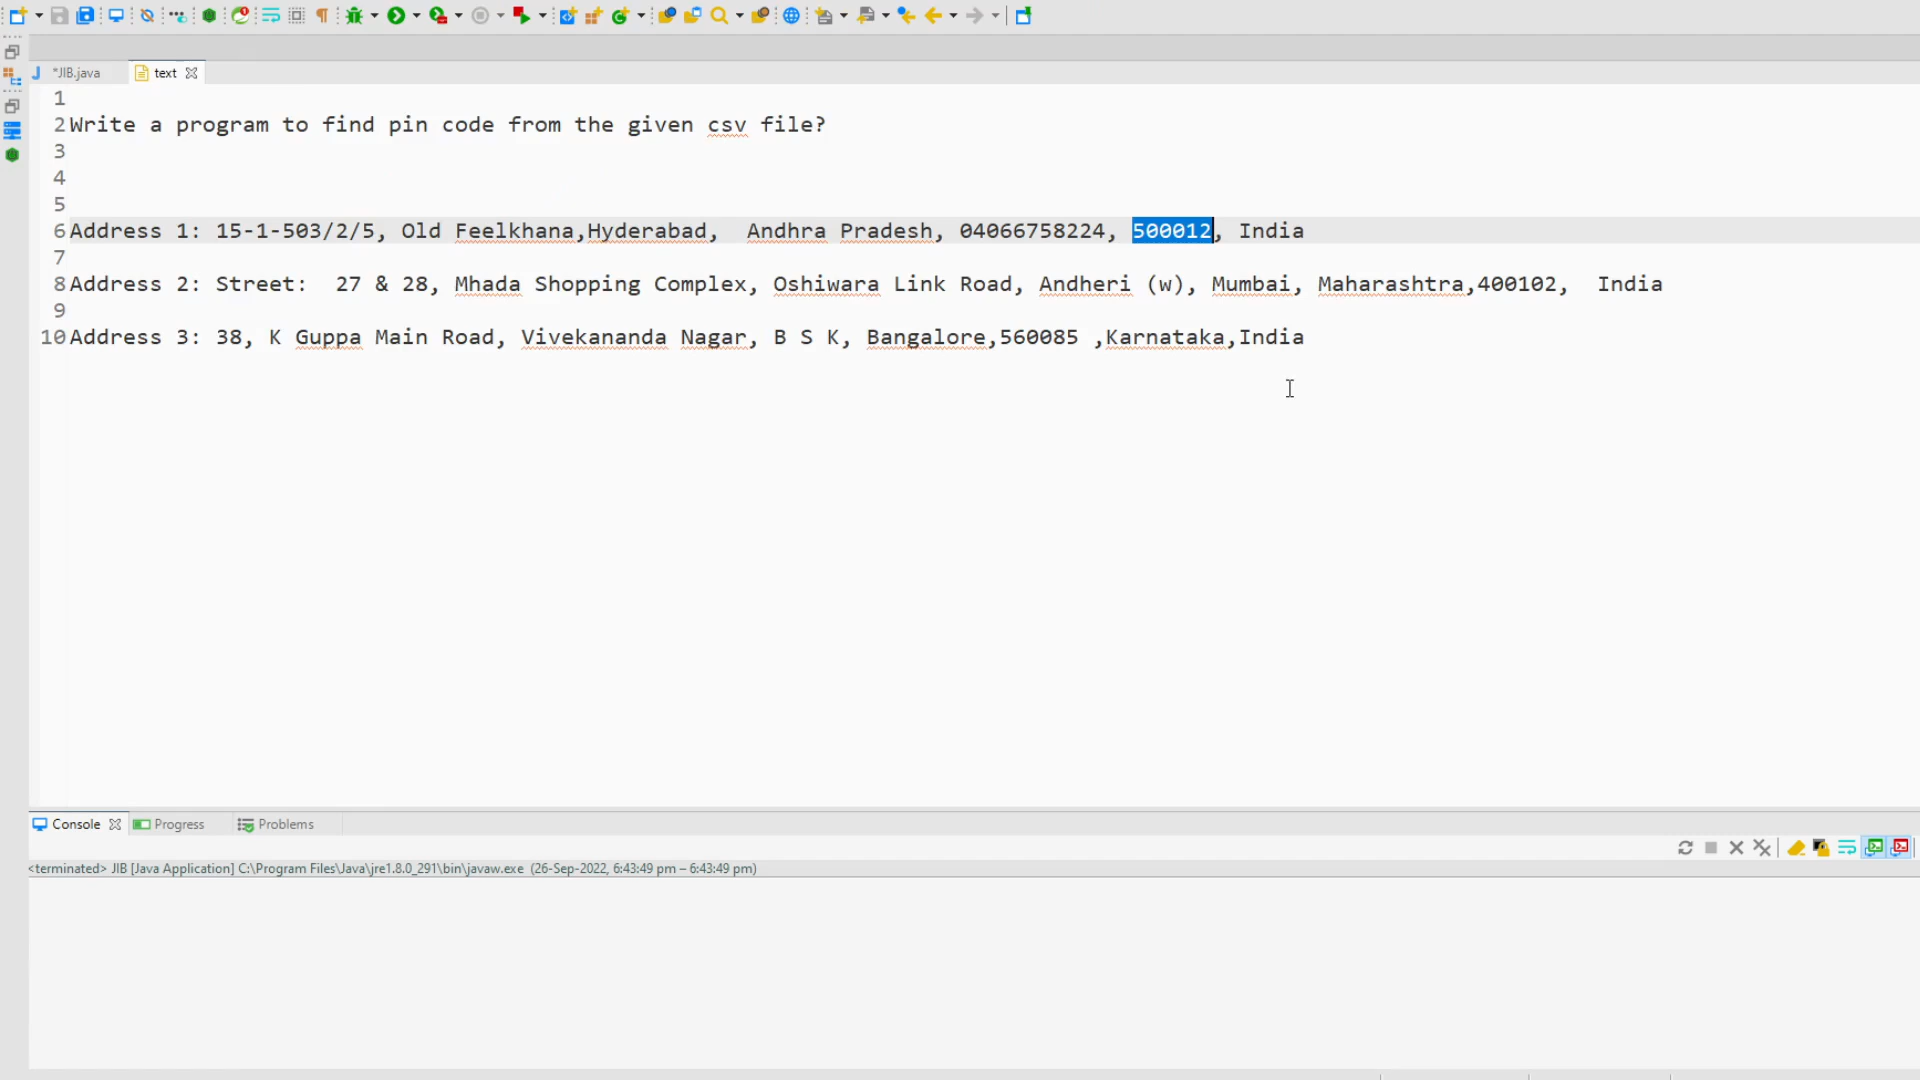 *JIB.java text
1
2 Write a program to find pin code from the given csv file?
3
4
5
6 Address 1: 15-1-503/2/5, Old Feelkhana,Hyderabad,  Andhra Pradesh, 04066758224, 500012, India
7
8 Address 2: Street:  27 & 28, Mhada Shopping Complex, Oshiwara Link Road, Andheri (w), Mumbai, Maharashtra,400102,  India
9
10 Address 3: 38, K Guppa Main Road, Vivekananda Nagar, B S K, Bangalore,560085 ,Karnataka,India
Console Progress Problems
<terminated> JIB [Java Application] C:\Program Files\Java\jre1.8.0_291\bin\javaw.exe (26-Sep-2022, 6:43:49 pm – 6:43:49 pm)